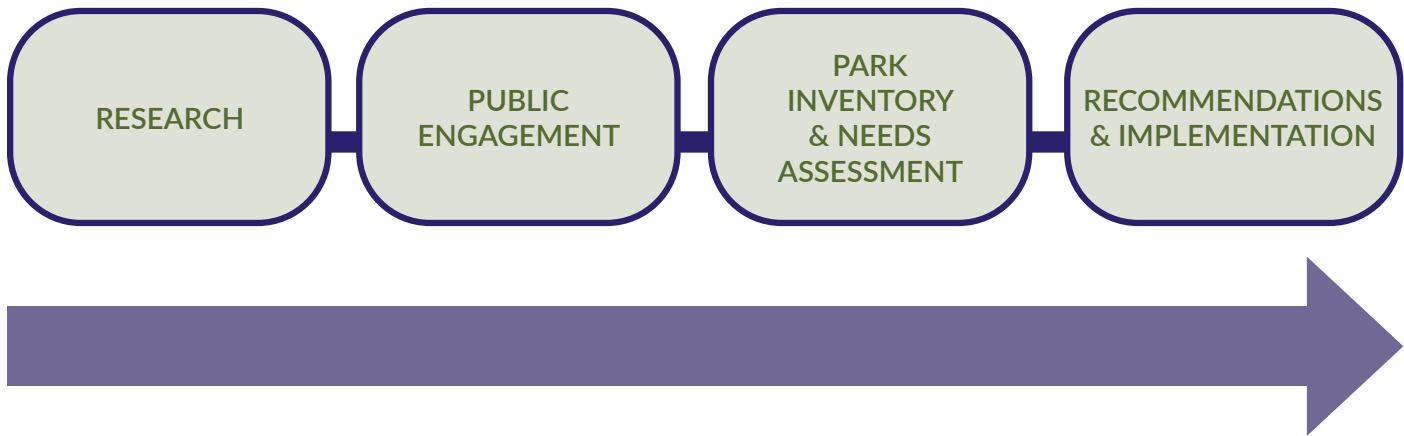 RESEARCH
PUBLIC
ENGAGEMENT
PARK
INVENTORY
& NEEDS
ASSESSMENT
RECOMMENDATIONS
& IMPLEMENTATION